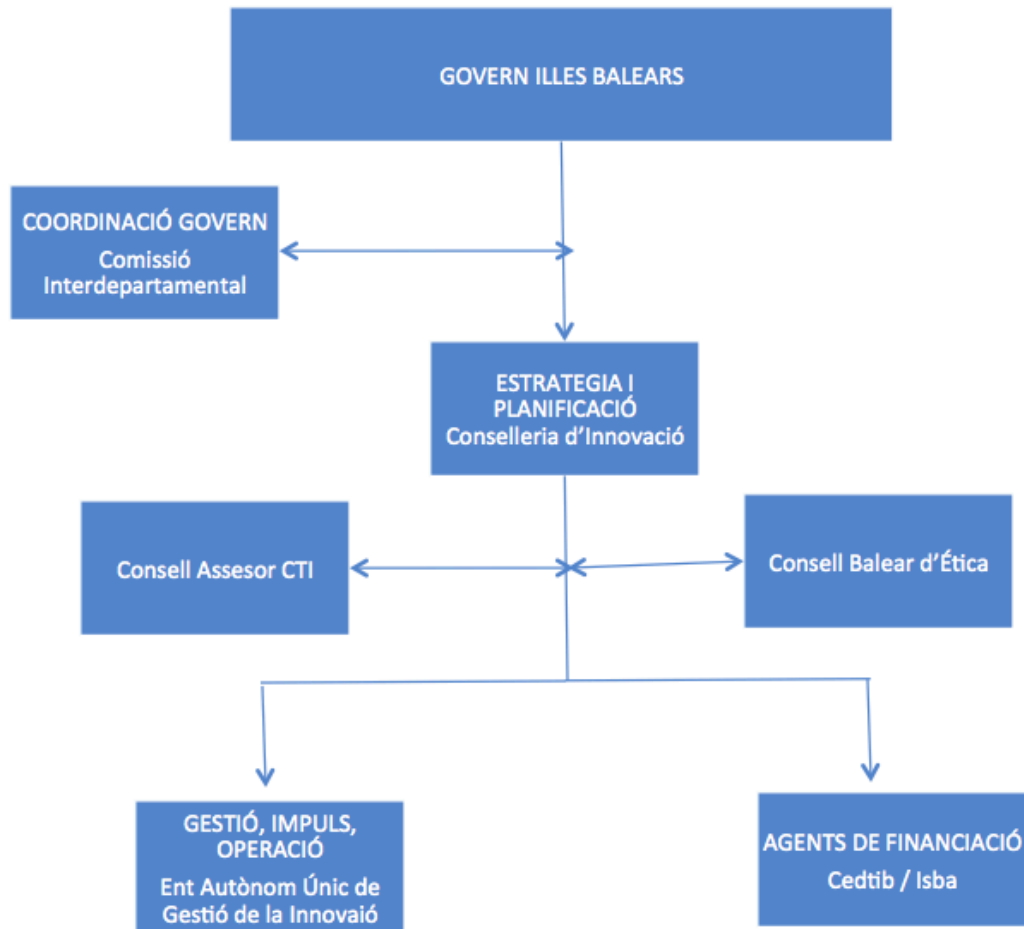 GOVERN ILLES BALEARS
COORDINACIÓ GOVERN
Comissió
Interdepartamental
ESTRATEGIA I
PLANIFICACIÓ
Conselleria d’Innovació
Consell Assesor CTI
Consell Balear d’Ética
GESTIÓ, IMPULS,
OPERACIÓ
Ent Autònom Únic de
Gestió de la Innovaió
AGENTS DE FINANCIACIÓ
Cedtib / Isba